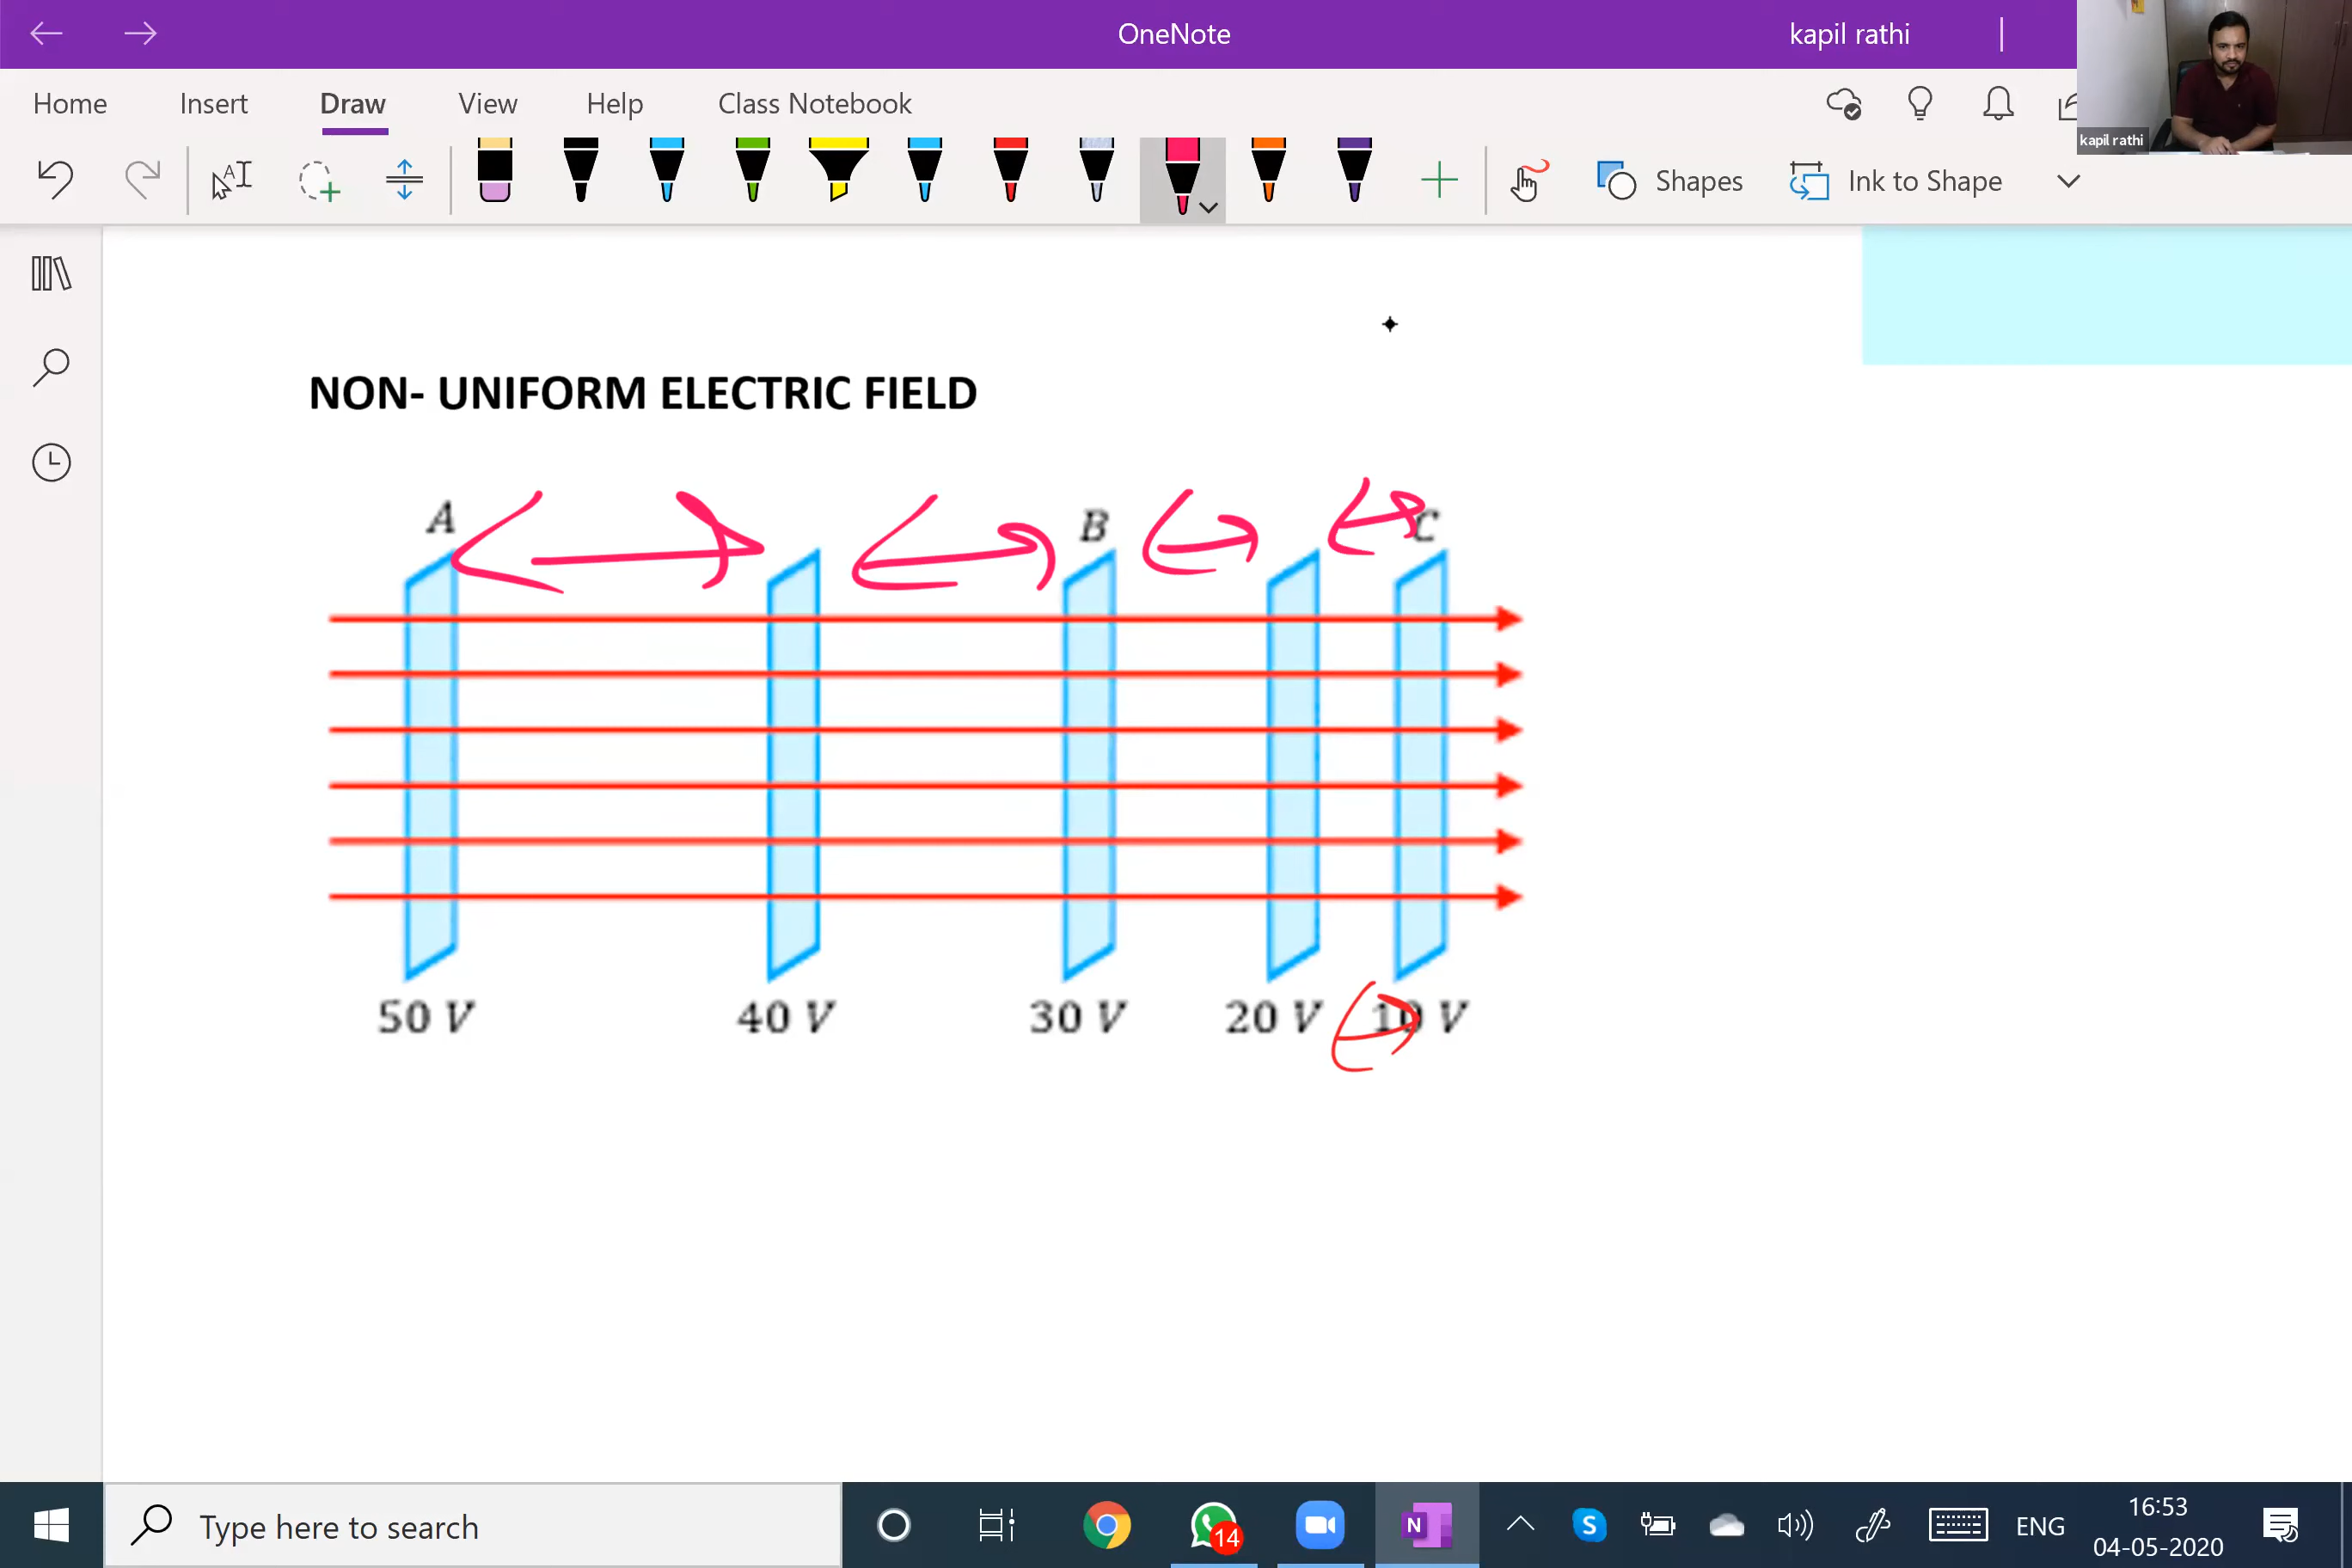 OneNote
kapil rathi
Home Insert Draw View Help Class Notebook
kapil rathi
Shapes Ink to Shape
NON- UNIFORM ELECTRIC FIELD
A B C
50 V 40 V 30 V 20 V 10 V
Type here to search
14
N
S
ENG
16:53
04-05-2020